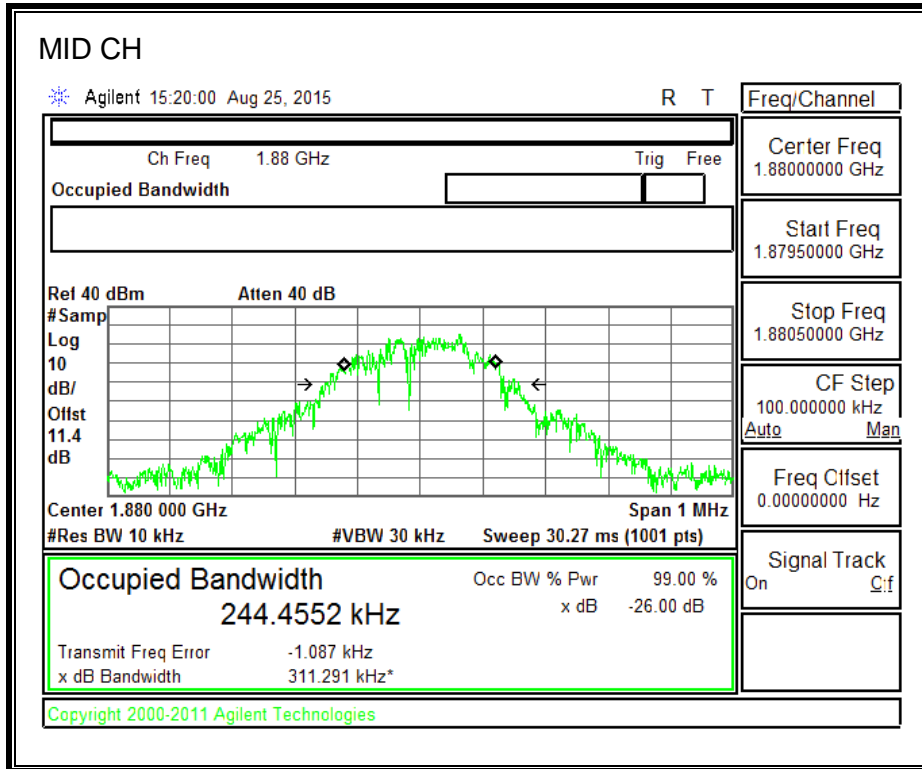 MID CH
Agilent 15:20:00 Aug 25, 2015 R T
Freq/Channel
Ch Freq 1.88 GHz Trig Free
Occupied Bandwidth
Center Freq
1.88000000 GHz
Start Freq
1.87950000 GHz
Stop Freq
1.88050000 GHz
CF Step
100.000000 kHz
Auto Man
Freq Offset
0.00000000 Hz
Signal Track
On Off
Ref 40 dBm Atten 40 dB
#Samp
Log
10
dB/
Offst
11.4
dB
Center 1.880 000 GHz Span 1 MHz
#Res BW 10 kHz #VBW 30 kHz Sweep 30.27 ms (1001 pts)
Occupied Bandwidth
244.4552 kHz
Occ BW % Pwr 99.00 %
x dB -26.00 dB
Transmit Freq Error -1.087 kHz
x dB Bandwidth 311.291 kHz*
Copyright 2000-2011 Agilent Technologies